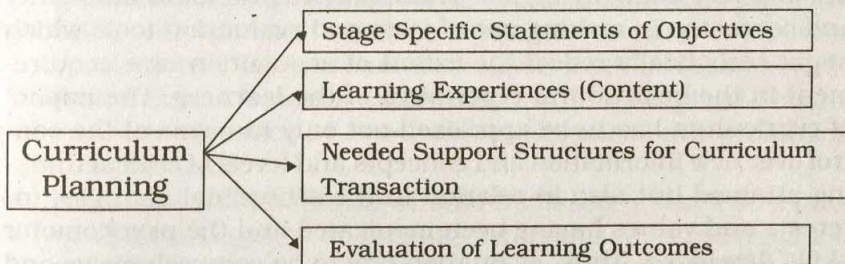 Stage Specific Statements of Objectives
Learning Experiences (Content)
Curriculum
Planning
Needed Support Structures for Curriculum
Transaction
Evaluation of Learning Outcomes